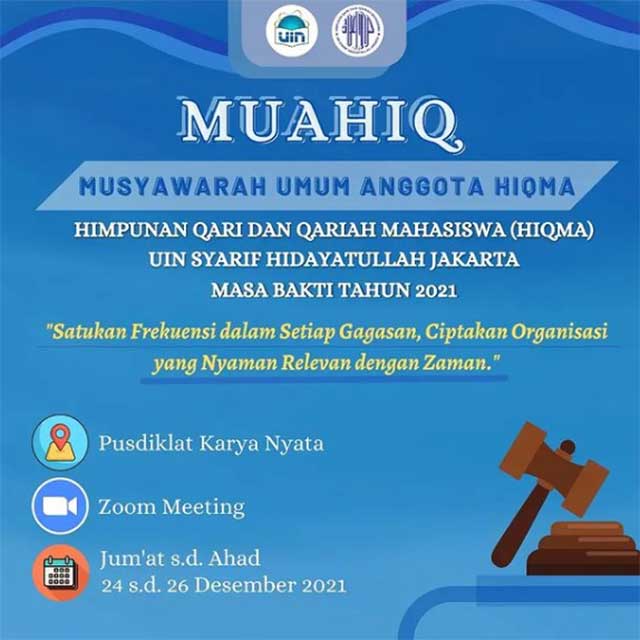 uin
MUAHIQ
MUSYAWARAH UMUM ANGGOTA HIQMA
HIMPUNAN QARI DAN QARIAH MAHASISWA (HIQMA)
UIN SYARIF HIDAYATULLAH JAKARTA
MASA BAKTI TAHUN 2021
"Satukan Frekuensi dalam Setiap Gagasan, Ciptakan Organisasi
yang Nyaman Relevan dengan Zaman."
Pusdiklat Karya Nyata
Zoom Meeting
Jum'at s.d. Ahad
24 s.d. 26 Desember 2021